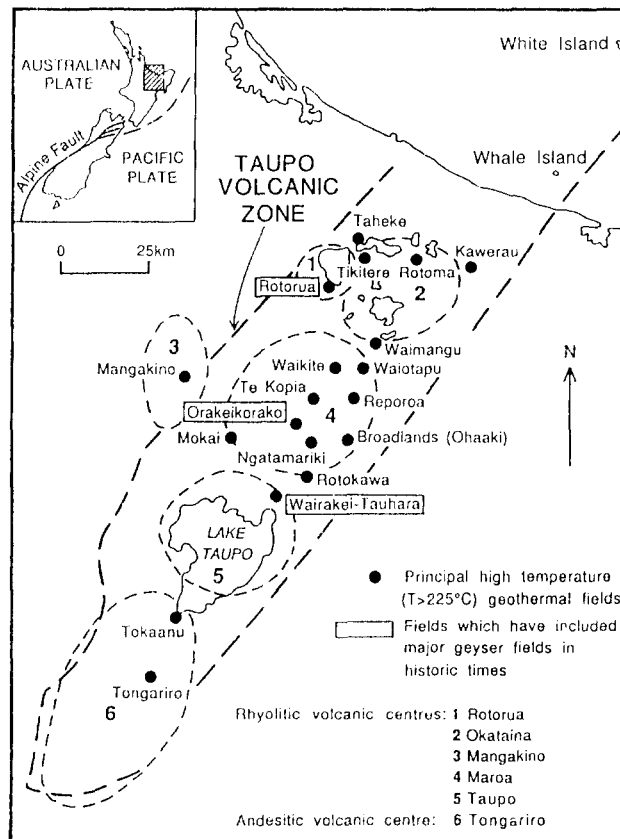 AUSTRALIAN
PLATE
Alpine Fault
PACIFIC
PLATE
White Island
Whale Island
TAUPO
VOLCANIC
ZONE
0 25km
Taheke
Kawerau
1
Tikitere
Rotoma
2
Rotorua
3
Mangakino
Waimangu
Waikite
Waiotapu
Te Kopia
Reporoa
4
Orakeikorako
Mokai
Broadlands (Ohaaki)
Ngatamariki
Rotokawa
Wairakei-Tauhara
N
LAKE
TAUPO
5
Tokaanu
Tongariro
6
Principal high temperature
(T>225°C) geothermal fields
Fields which have included
major geyser fields in
historic times
Rhyolitic volcanic centres: 1 Rotorua
2 Okataina
3 Mangakino
4 Maroa
5 Taupo
Andesitic volcanic centre: 6 Tongariro